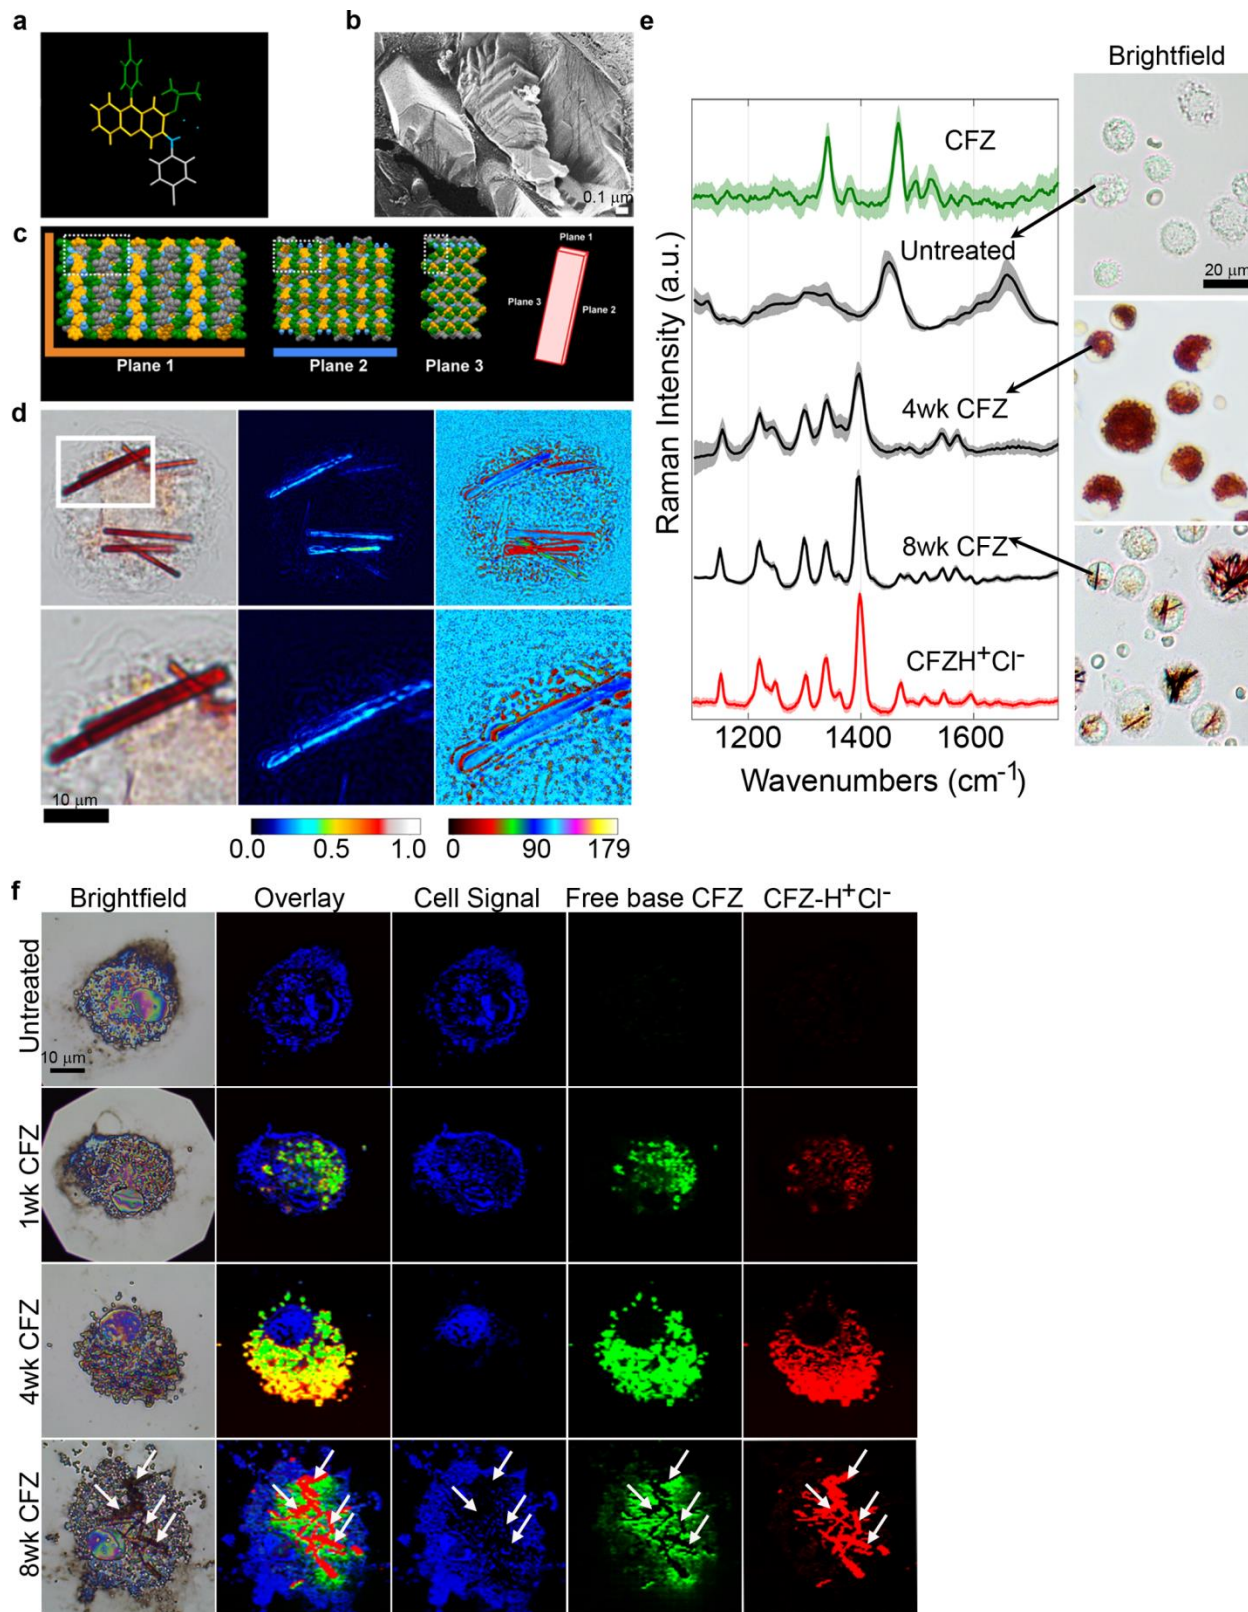 a
b
0.1 μm
c
Plane 1
Plane 2
Plane 3
Plane 1
Plane 3
Plane 2
d
10 μm
0.0 0.5 1.0
0 90 179
e
Brightfield
CFZ
Untreated
4wk CFZ
8wk CFZ
CFZH⁺Cl⁻
20 μm
Raman Intensity (a.u.)
1200 1400 1600
Wavenumbers (cm⁻¹)
f
Brightfield Overlay Cell Signal Free base CFZ CFZ-H⁺Cl⁻
Untreated
10 μm
1wk CFZ
4wk CFZ
8wk CFZ